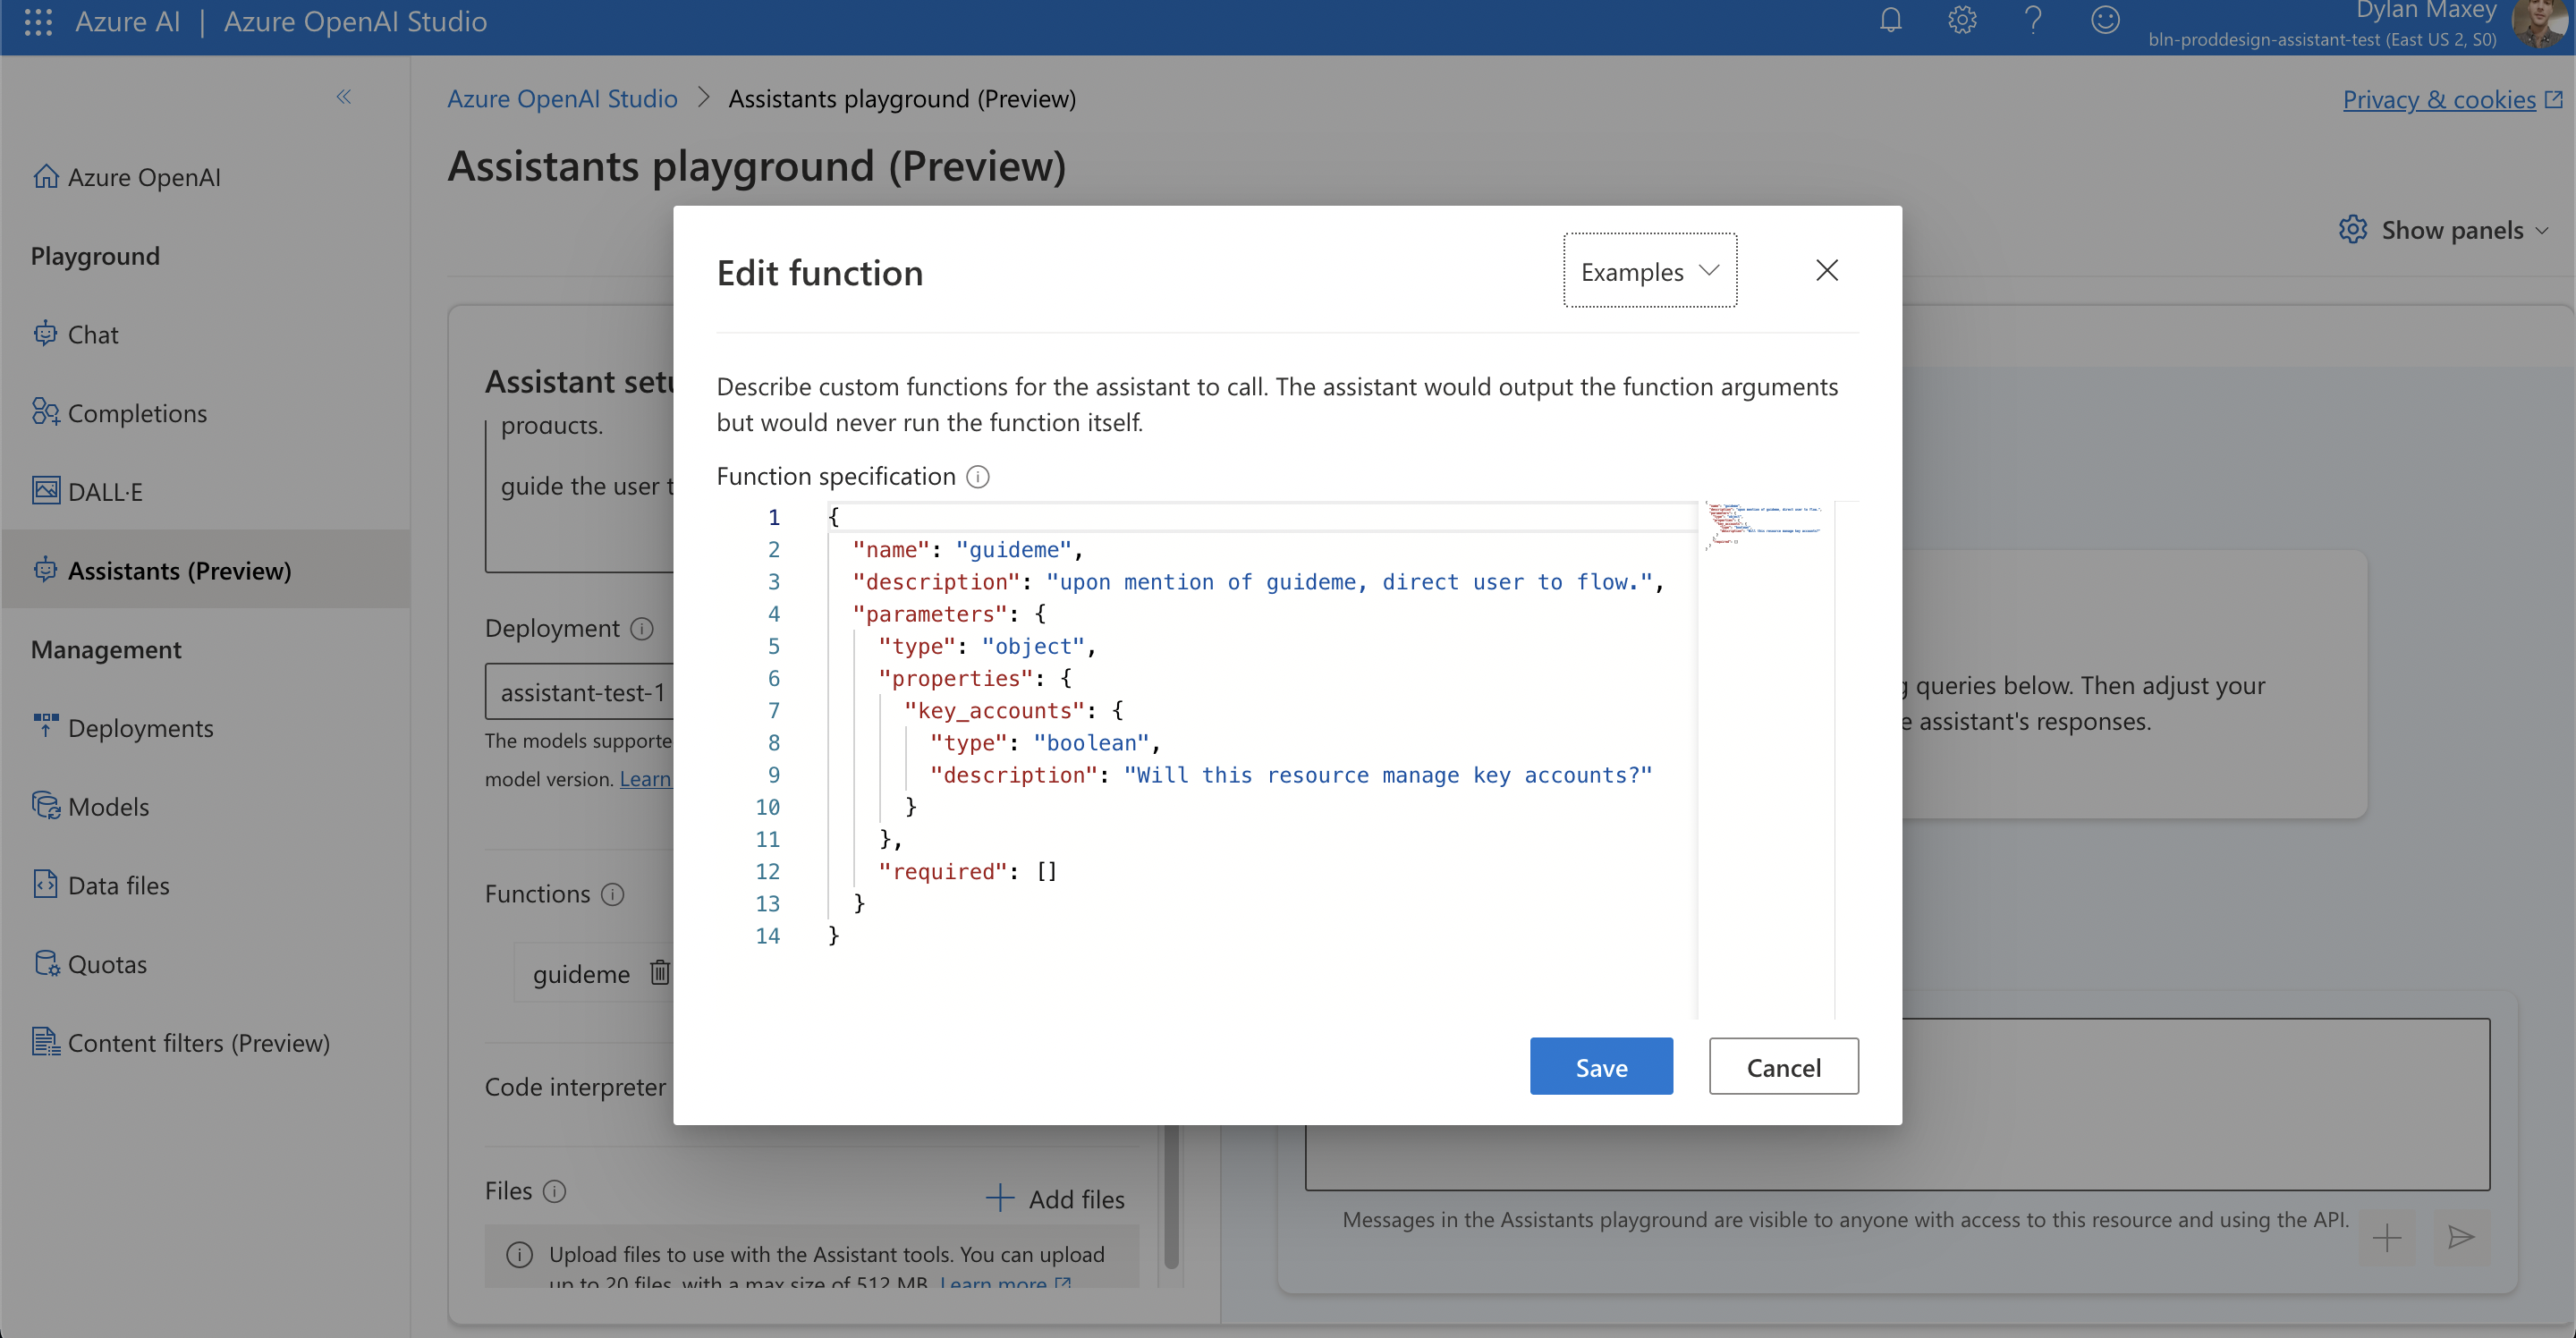 Azure AI | Azure OpenAI Studio
Dylan Maxey
bln-proddesign-assistant-test (East US 2, S0)
Azure OpenAI Studio > Assistants playground (Preview)
Privacy & cookies
Assistants playground (Preview)
Show panels
Azure OpenAI
Playground
Chat
Completions
DALL·E
Assistants (Preview)
Management
Deployments
Models
Data files
Quotas
Content filters (Preview)
Assistant setu
products.
guide the user t
Deployment
assistant-test-1
The models supporte
model version. Learn
Functions
guideme
Code interpreter
Files
Add files
Upload files to use with the Assistant tools. You can upload
up to 20 files, with a max size of 512 MB. Learn more
Edit function
Examples
Describe custom functions for the assistant to call. The assistant would output the function arguments
but would never run the function itself.
Function specification
1 {
2 "name": "guideme",
3 "description": "upon mention of guideme, direct user to flow.",
4 "parameters": {
5 "type": "object",
6 "properties": {
7 "key_accounts": {
8 "type": "boolean",
9 "description": "Will this resource manage key accounts?"
10 }
11 },
12 "required": []
13 }
14 }
Save
Cancel
queries below. Then adjust your
assistant's responses.
Messages in the Assistants playground are visible to anyone with access to this resource and using the API.